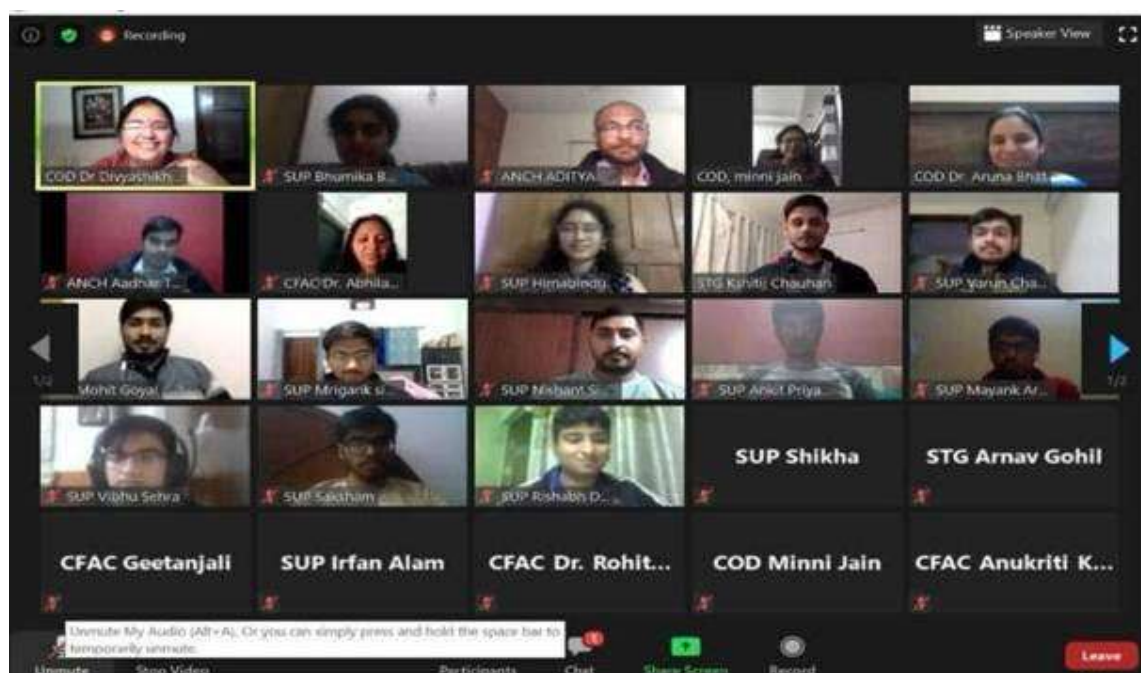 Recording
Speaker View
COD Dr Divyashikh...
SUP Bhumika B...
ANCH ADITYA
COD, minni jain
COD Dr. Aruna Bhat
ANCH Aadhar T...
CFAC Dr. Abhila...
SUP Himabindu
STG Kshitij Chauhan
SUP Varun Cha...
Mohit Goyal
SUP Mrigank si...
SUP Nishant S...
SUP Ankit Priya...
SUP Mayank Ar...
1/2
1/2
SUP Vibhu Sehra
SUP Saksham
SUP Rishabh D...
SUP Shikha
STG Arnav Gohil
CFAC Geetanjali
SUP Irfan Alam
CFAC Dr. Rohit...
COD Minni Jain
CFAC Anukriti K...
Unmute My Audio (Alt+A), Or you can simply press and hold the space bar to
temporarily unmute.
Unmute
Stop Video
Participants
Chat
1
Share Screen
Record
Leave